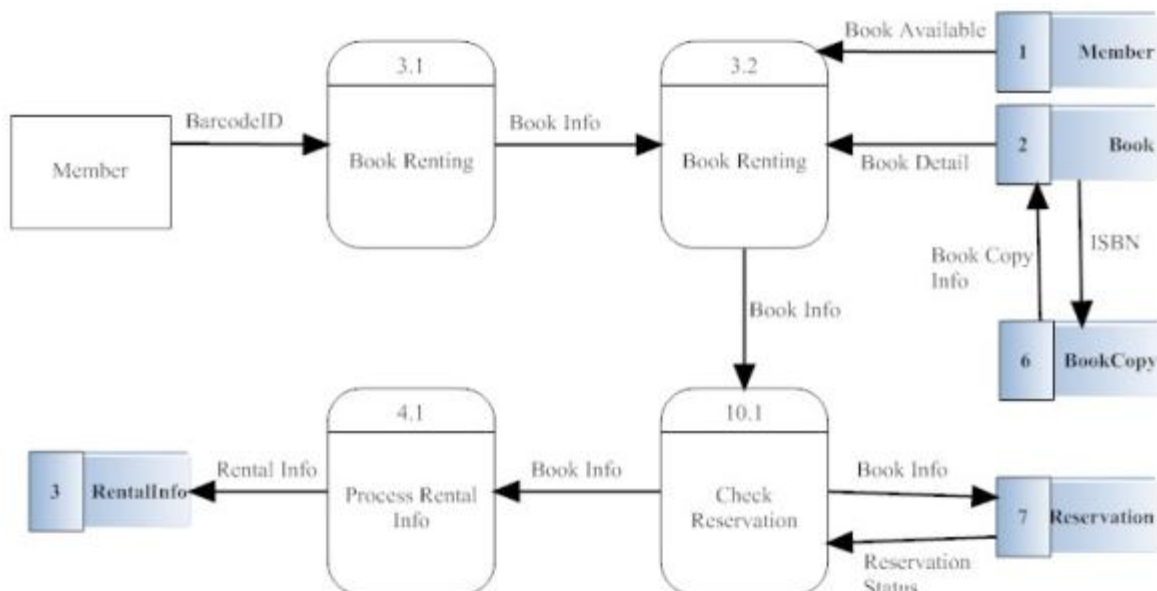 Book Available
1 Member
3.1
3.2
BarcodeID
Book Info
Member
Book Renting
Book Renting
Book Detail
2 Book
Book Copy
Info
ISBN
Book Info
6 BookCopy
4.1
10.1
3 RentalInfo
Rental Info
Process Rental
Info
Book Info
Check
Reservation
Book Info
7 Reservation
Reservation
Status